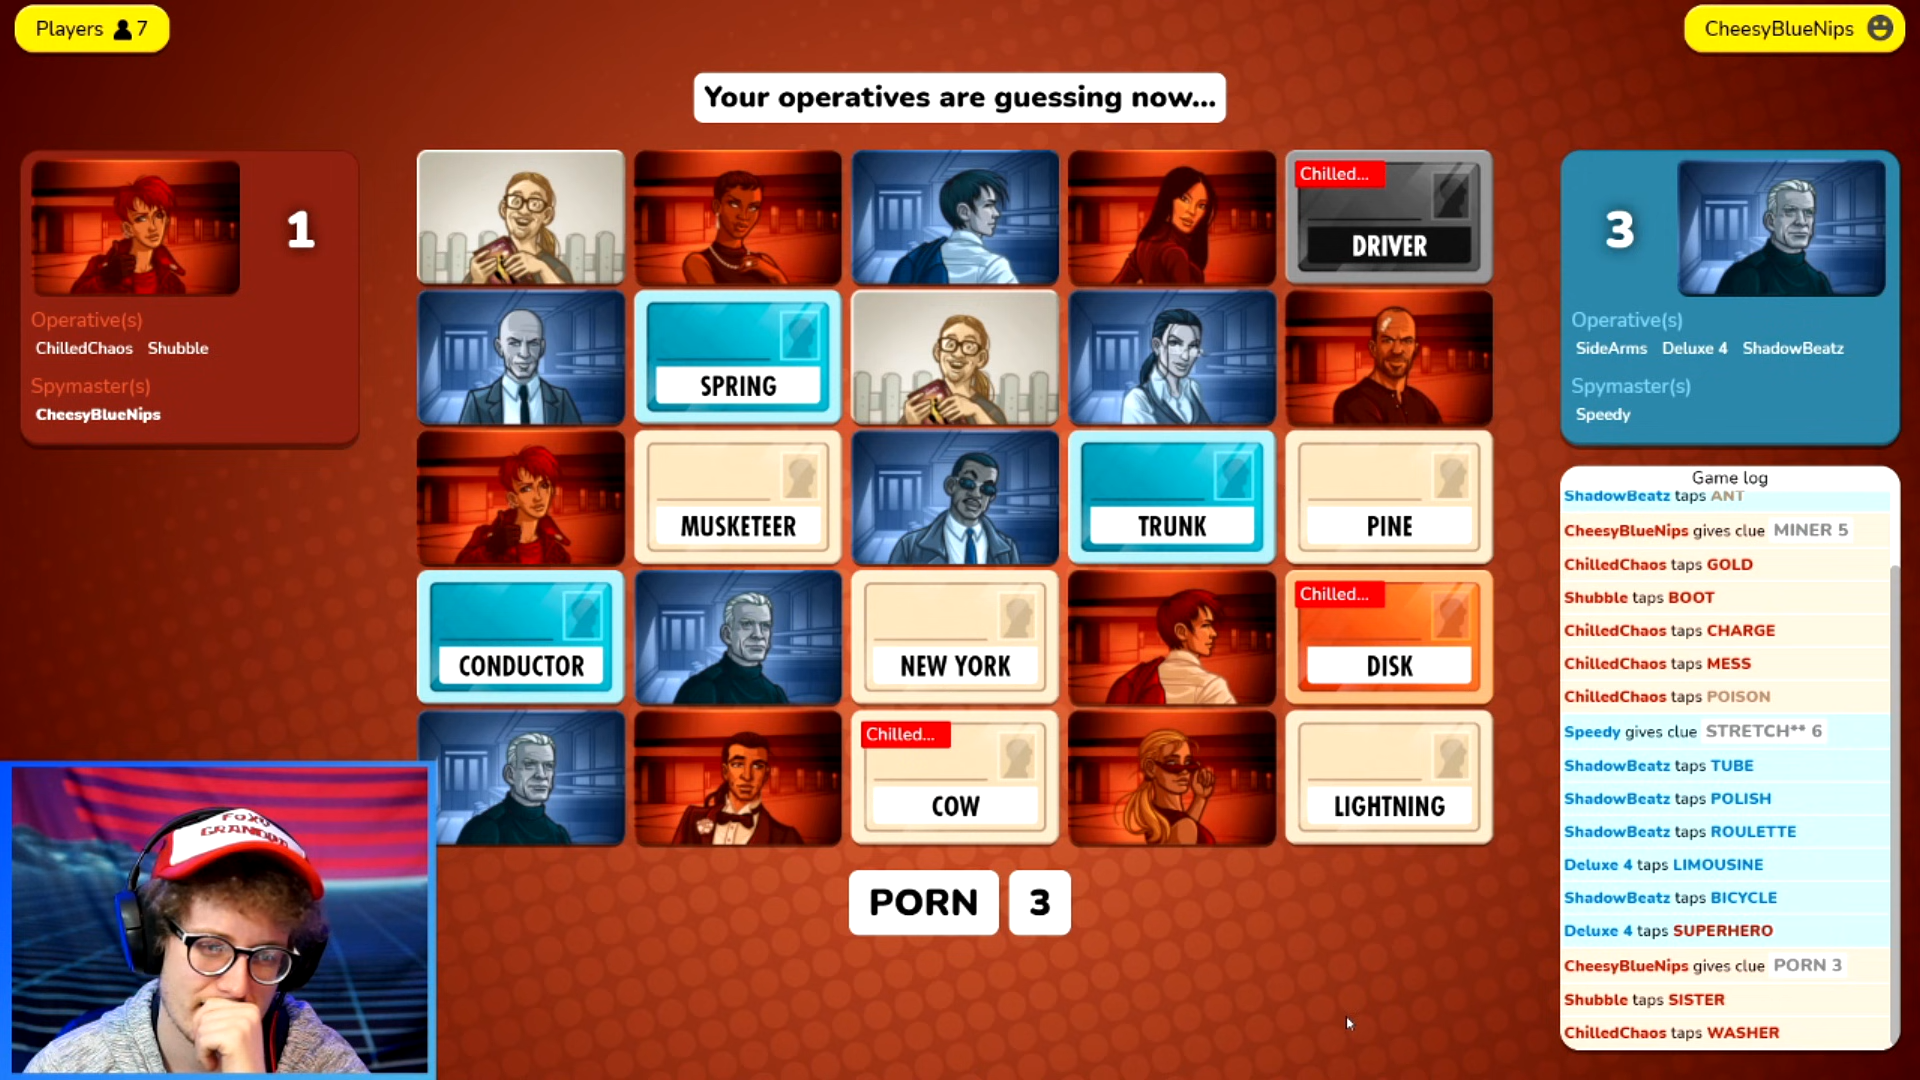 Players 7
CheesyBlueNips
Your operatives are guessing now...
1
Operative(s)
ChilledChaos Shubble
Spymaster(s)
CheesyBlueNips
Chilled...
DRIVER
SPRING
MUSKETEER
TRUNK
PINE
CONDUCTOR
NEW YORK
Chilled...
DISK
Chilled...
COW
LIGHTNING
PORN 3
3
Operative(s)
SideArms Deluxe 4 ShadowBeatz
Spymaster(s)
Speedy
Game log
ShadowBeatz taps ANT
CheesyBlueNips gives clue MINER 5
ChilledChaos taps GOLD
Shubble taps BOOT
ChilledChaos taps CHARGE
ChilledChaos taps MESS
ChilledChaos taps POISON
Speedy gives clue STRETCH** 6
ShadowBeatz taps TUBE
ShadowBeatz taps POLISH
ShadowBeatz taps ROULETTE
Deluxe 4 taps LIMOUSINE
ShadowBeatz taps BICYCLE
Deluxe 4 taps SUPERHERO
CheesyBlueNips gives clue PORN 3
Shubble taps SISTER
ChilledChaos taps WASHER
FOXY
GRANDPA